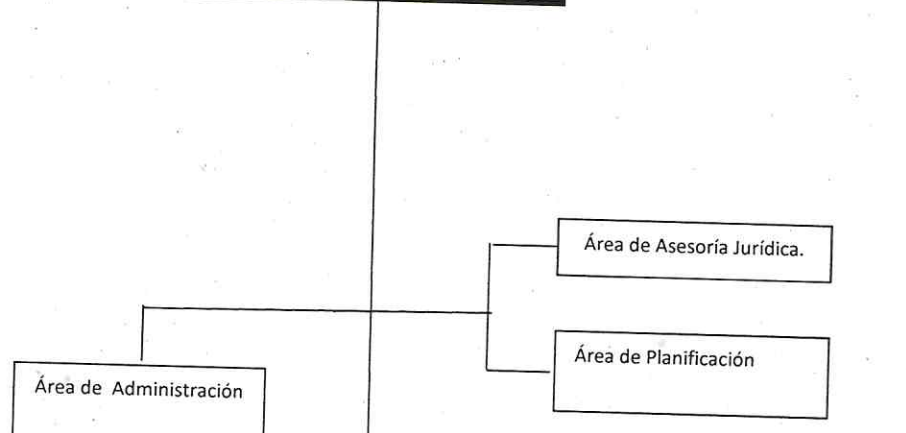 Área de Asesoría Jurídica.
Área de Planificación
Área de Administración